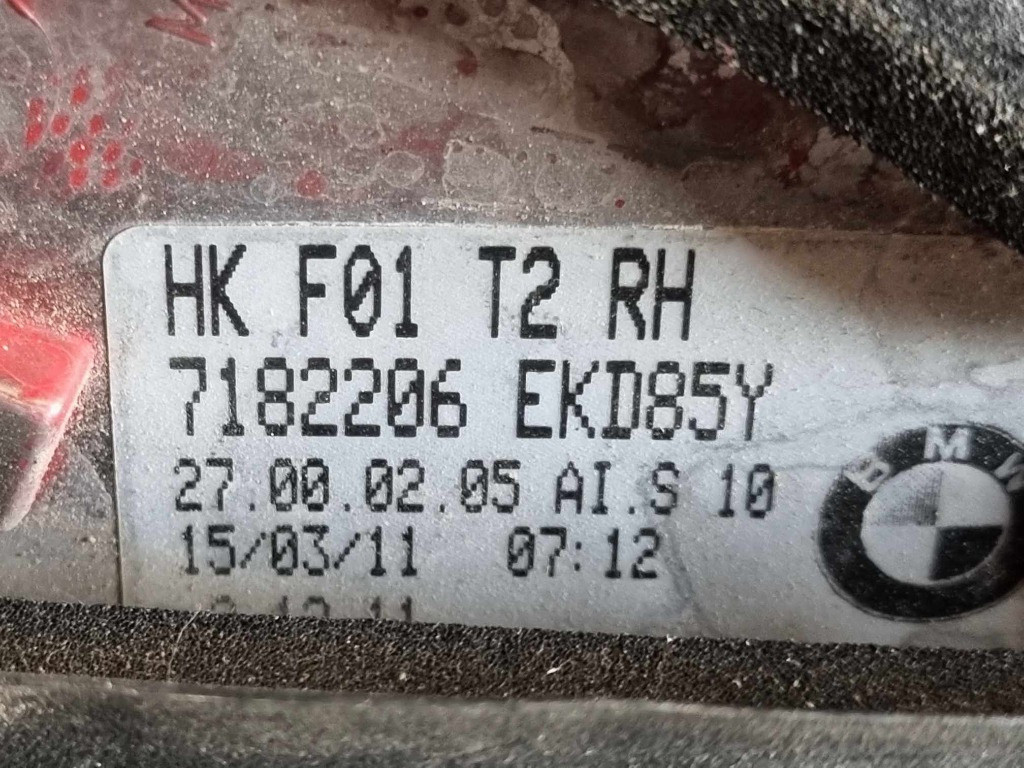 HK F01 T2 RH
7182206 EKD85Y
27.00.02.05 AI.S 10
15/03/11 07:12
BMW